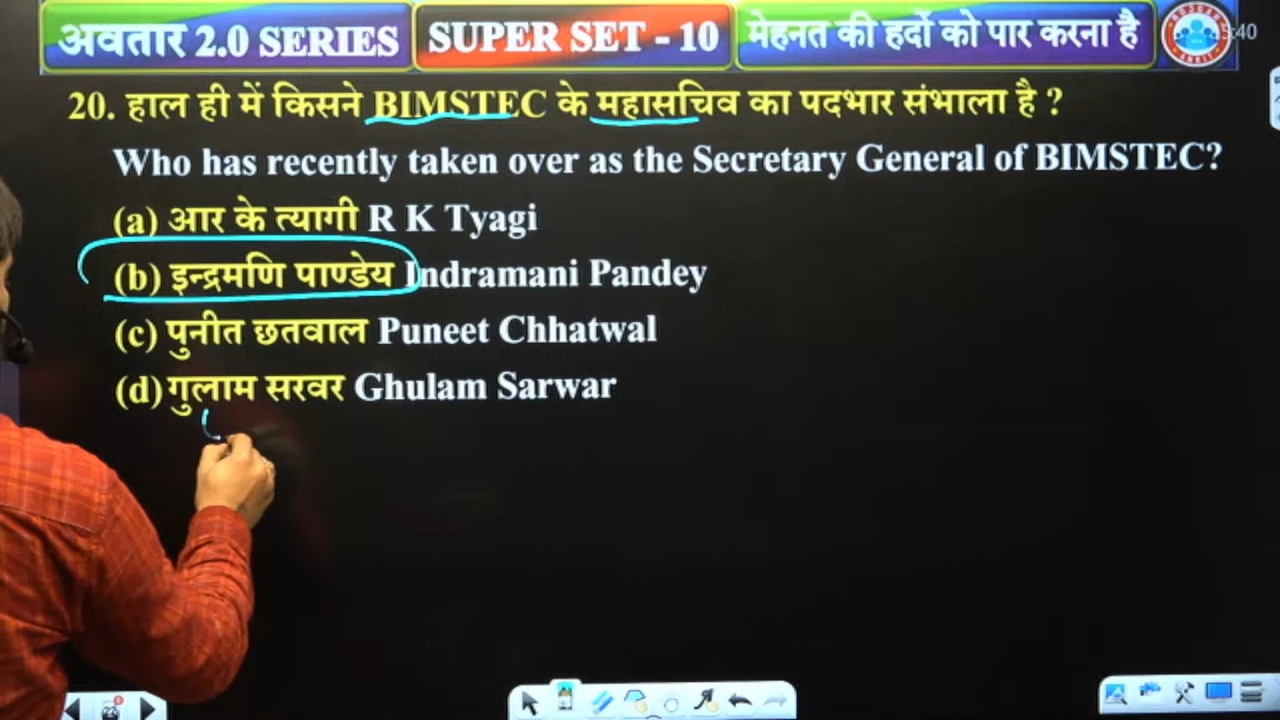 अवतार 2.0 SERIES
SUPER SET - 10
मेहनत की हदों को पार करना है
20. हाल ही में किसने BIMSTEC के महासचिव का पदभार संभाला है ?
Who has recently taken over as the Secretary General of BIMSTEC?
(a) आर के त्यागी R K Tyagi
(b) इन्द्रमणि पाण्डेय Indramani Pandey
(c) पुनीत छतवाल Puneet Chhatwal
(d) गुलाम सरवर Ghulam Sarwar